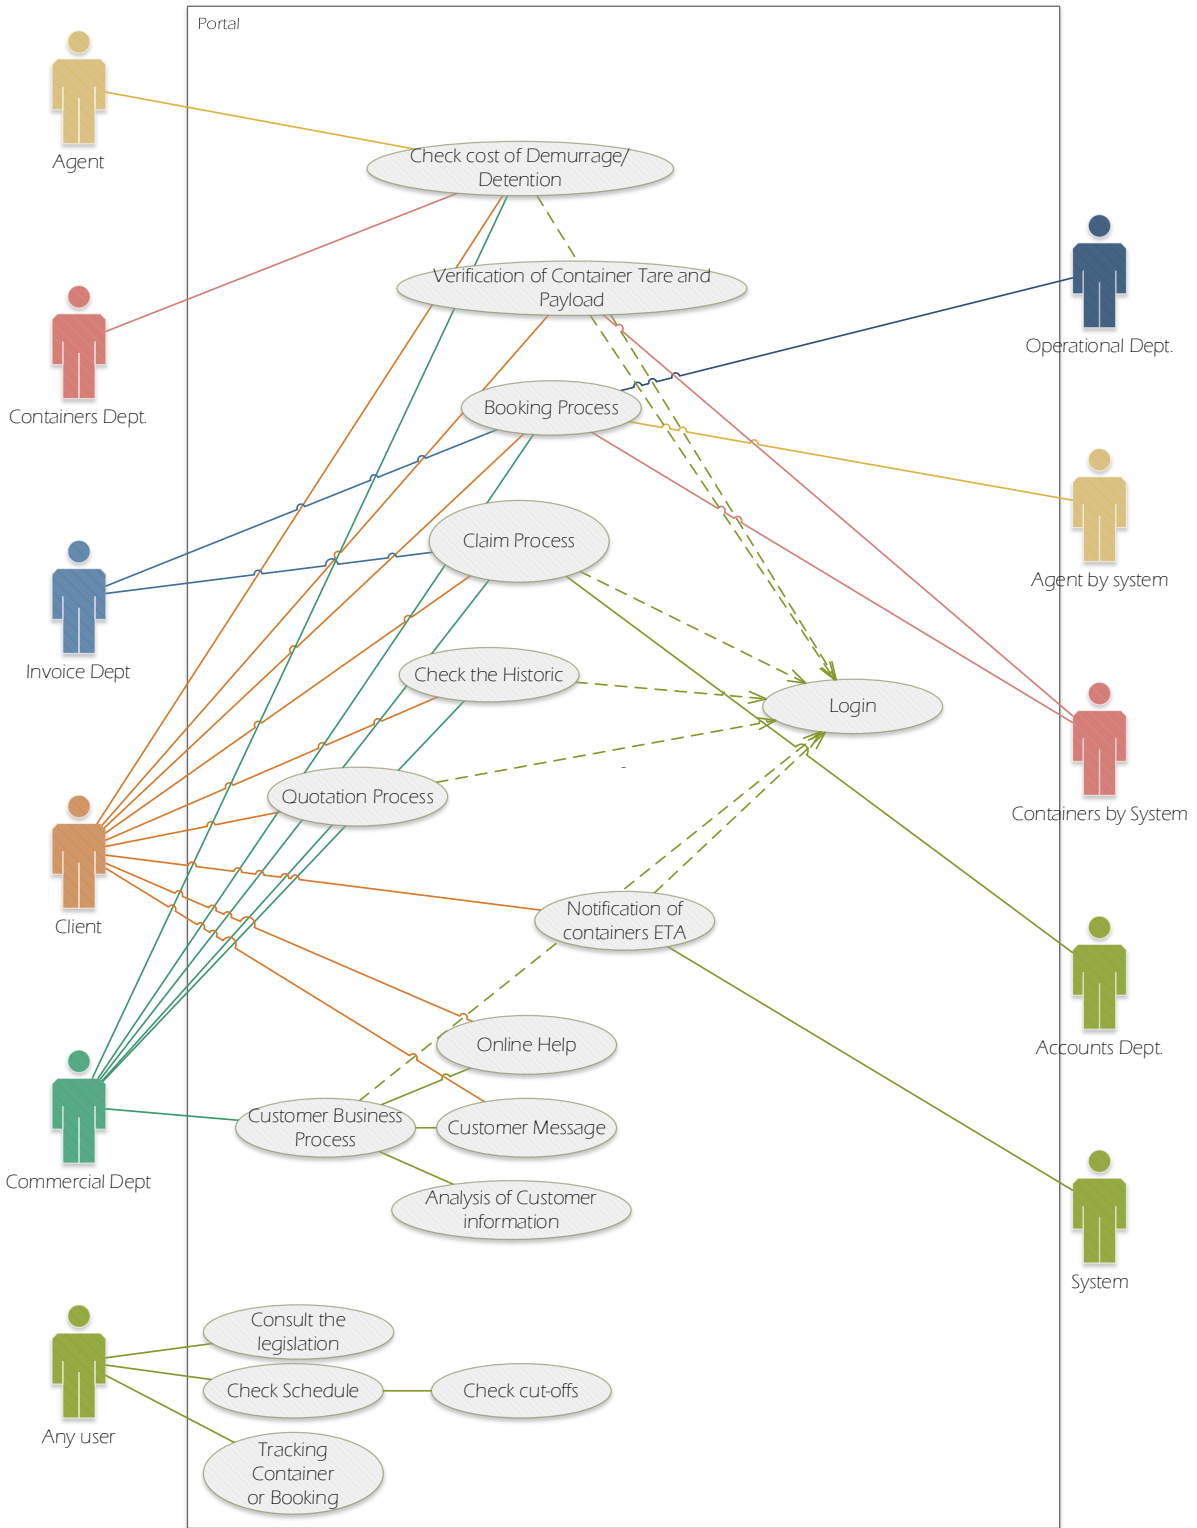 Portal
Agent
Check cost of Demurrage/
Detention
Verification of Container Tare and
Payload
Operational Dept.
Containers Dept.
Booking Process
Claim Process
Agent by system
Invoice Dept
Check the Historic
Login
Quotation Process
Containers by System
Client
Notification of
containers ETA
Online Help
Accounts Dept.
Customer Business
Process
Customer Message
Commercial Dept
Analysis of Customer
information
System
Consult the
legislation
Check Schedule
Check cut-offs
Any user
Tracking
Container
or Booking